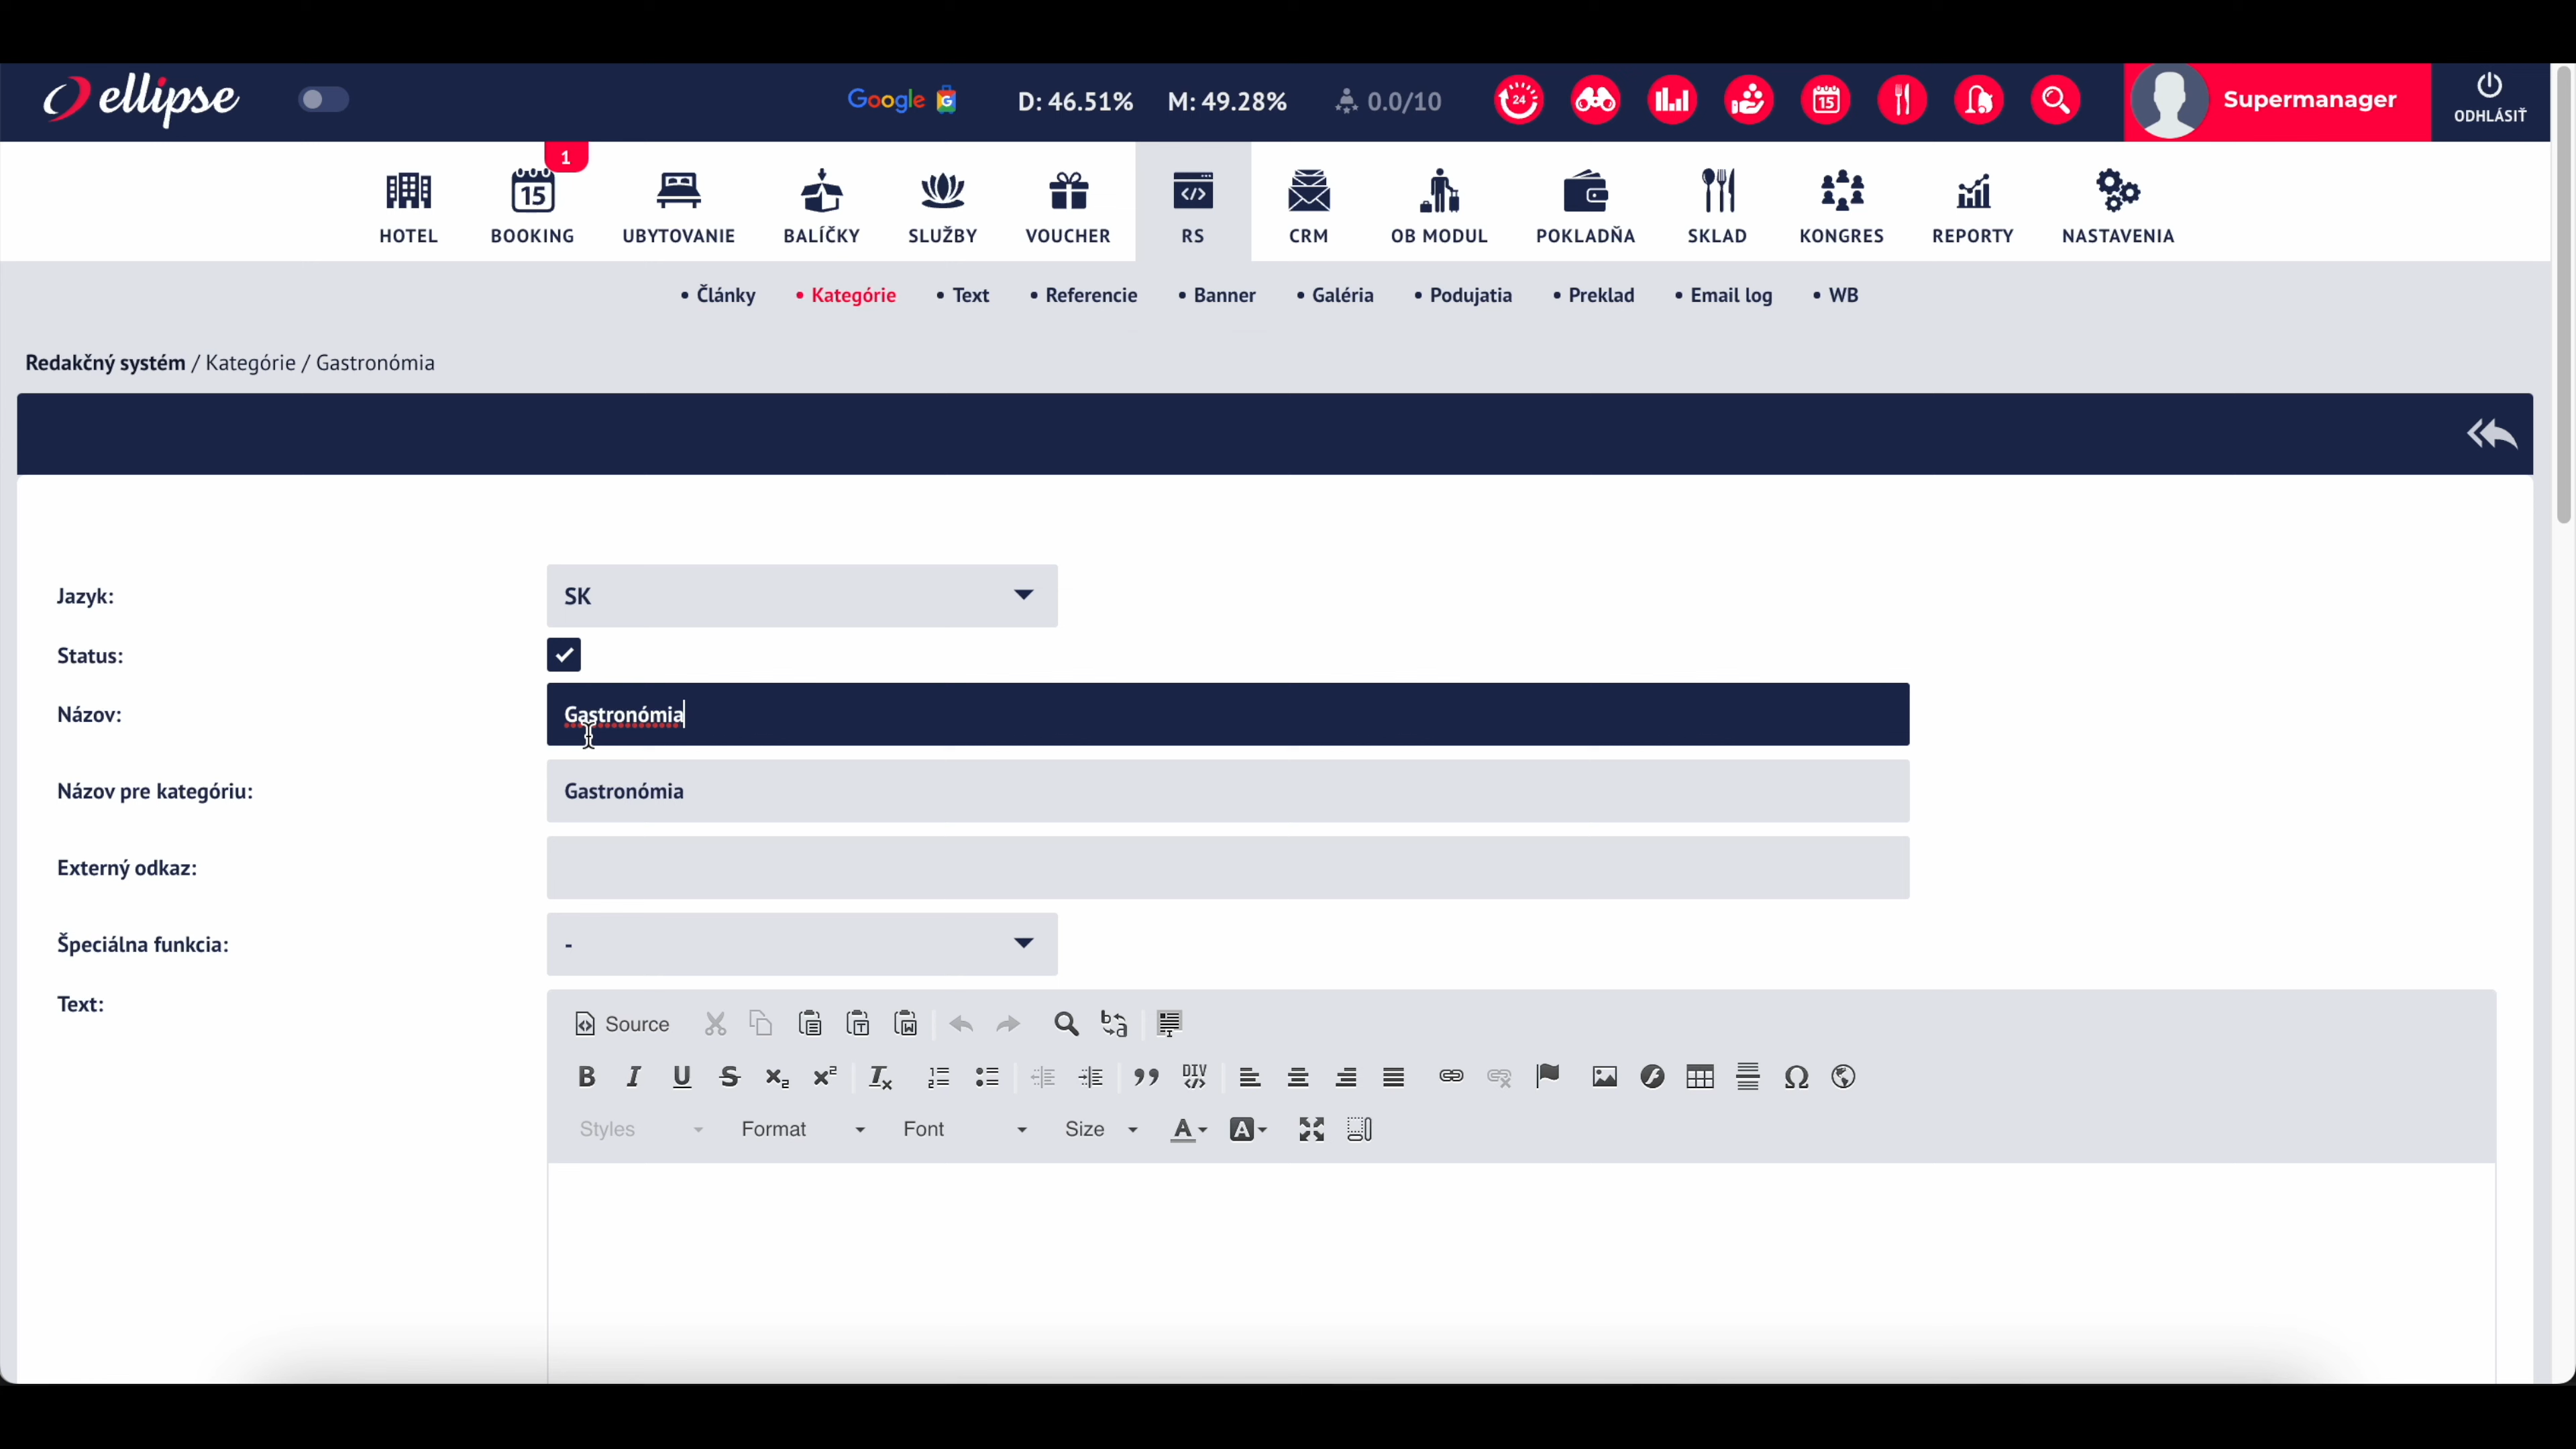 ellipse
Google G D: 46.51% M: 49.28% 0.0/10 24 15 Supermanager ODHLÁSIŤ
1
15
HOTEL BOOKING UBYTOVANIE BALÍČKY SLUŽBY VOUCHER RS CRM OB MODUL POKLADŇA SKLAD KONGRES REPORTY NASTAVENIA
• Články • Kategórie • Text • Referencie • Banner • Galéria • Podujatia • Preklad • Email log • WB
Redakčný systém / Kategórie / Gastronómia
Jazyk: SK
Status:
Názov: Gastronómia
Názov pre kategóriu: Gastronómia
Externý odkaz:
Špeciálna funkcia: -
Text:
Source
Styles Format Font Size